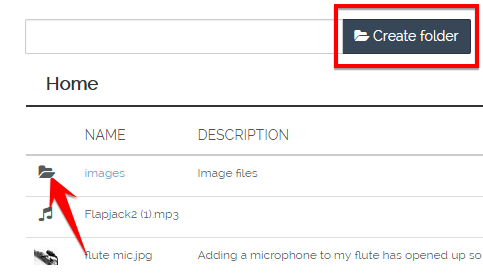 Create folder
Home
NAME DESCRIPTION
images Image files
Flapjack2 (1).mp3
flute mic.jpg Adding a microphone to my flute has opened up so